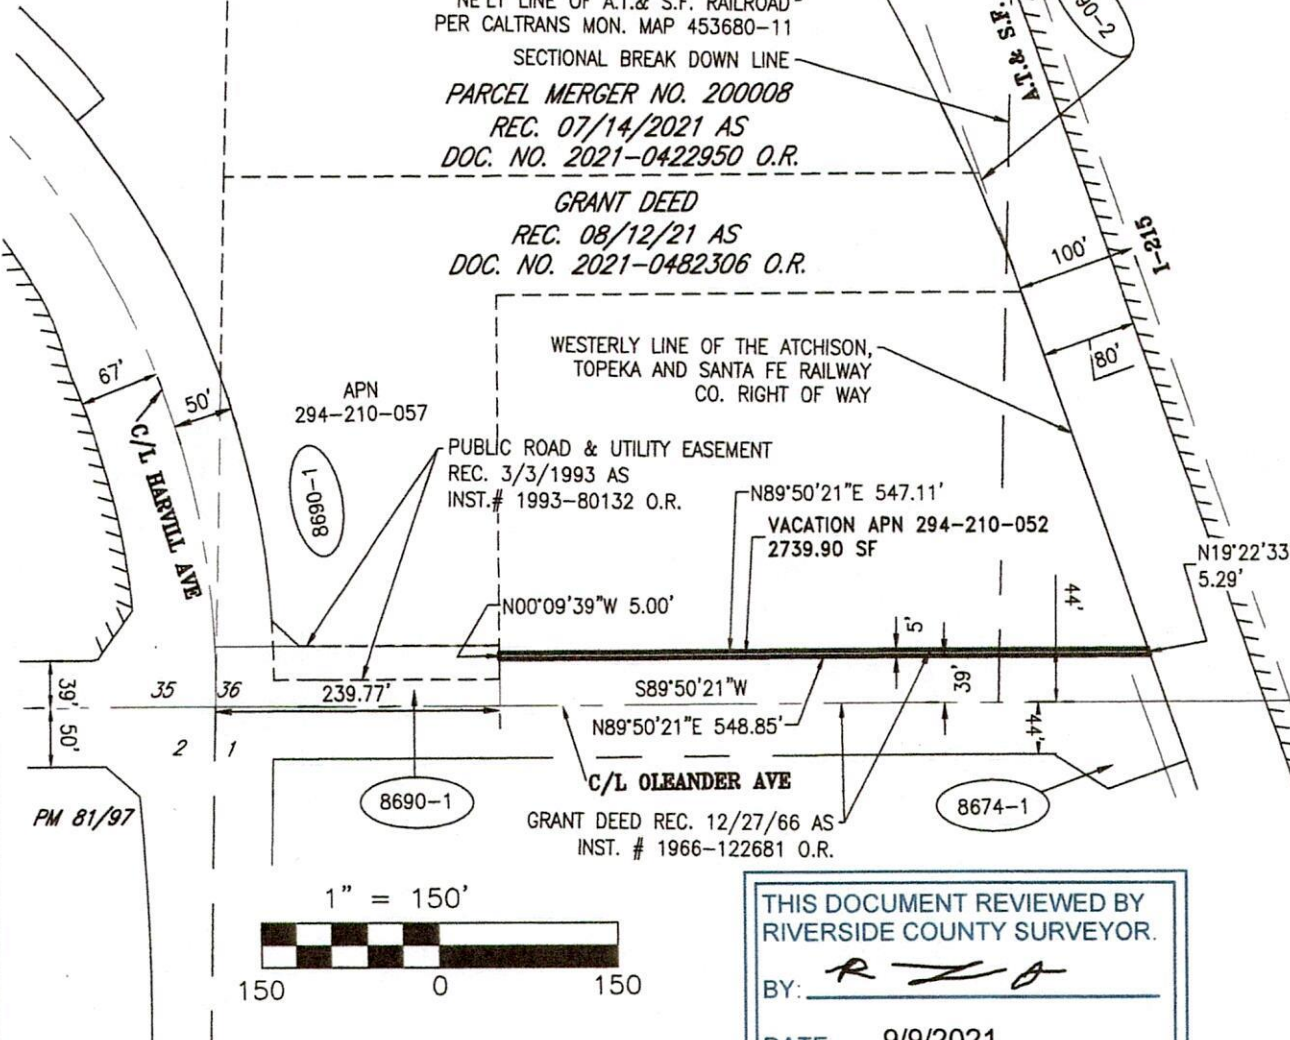 NE'LY LINE OF A.T.& S.F. RAILROAD
PER CALTRANS MON. MAP 453680-11
SECTIONAL BREAK DOWN LINE
PARCEL MERGER NO. 200008
REC. 07/14/2021 AS
DOC. NO. 2021-0422950 O.R.
GRANT DEED
REC. 08/12/21 AS
DOC. NO. 2021-0482306 O.R.
A.T.& S.F.
I-215
100'
80'
WESTERLY LINE OF THE ATCHISON,
TOPEKA AND SANTA FE RAILWAY
CO. RIGHT OF WAY
67'
50'
C/L HARVILL AVE
APN
294-210-057
8690-1
PUBLIC ROAD & UTILITY EASEMENT
REC. 3/3/1993 AS
INST.# 1993-80132 O.R.
N89°50'21"E 547.11'
VACATION APN 294-210-052
2739.90 SF
N19°22'33
5.29'
N00°09'39"W 5.00'
5'
44'
39'
39'
50'
35
36
2
1
239.77'
S89°50'21"W
N89°50'21"E 548.85'
44'
C/L OLEANDER AVE
8690-1
8674-1
PM 81/97
GRANT DEED REC. 12/27/66 AS
INST. # 1966-122681 O.R.
1" = 150'
150
0
150
THIS DOCUMENT REVIEWED BY
RIVERSIDE COUNTY SURVEYOR.
BY:
DATE
9/9/2021